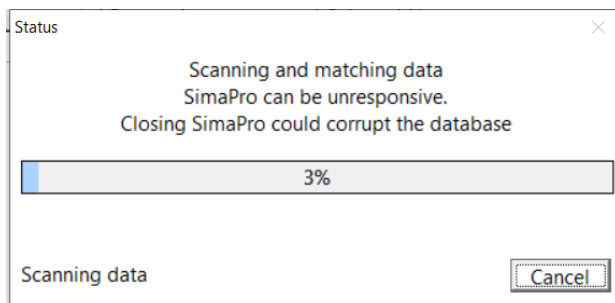 Status
Scanning and matching data
SimaPro can be unresponsive.
Closing SimaPro could corrupt the database
3%
Scanning data
Cancel